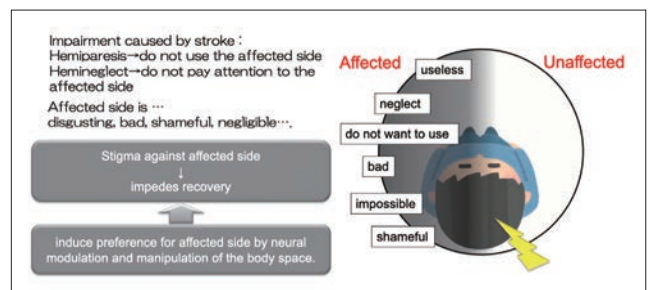 Impairment caused by stroke :
Hemiparesis→do not use the affected side
Hemineglect→do not pay attention to the
affected side
Affected side is …
disgusting, bad, shameful, negligible….
Stigma against affected side
↓
impedes recovery
induce preference for affected side by neural
modulation and manipulation of the body space.
Affected
Unaffected
useless
neglect
do not want to use
bad
impossible
shameful